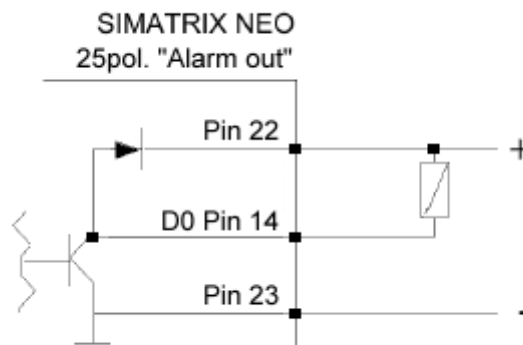 SIMATRIX NEO
25pol. "Alarm out"
Pin 22
+
D0 Pin 14
Pin 23
-